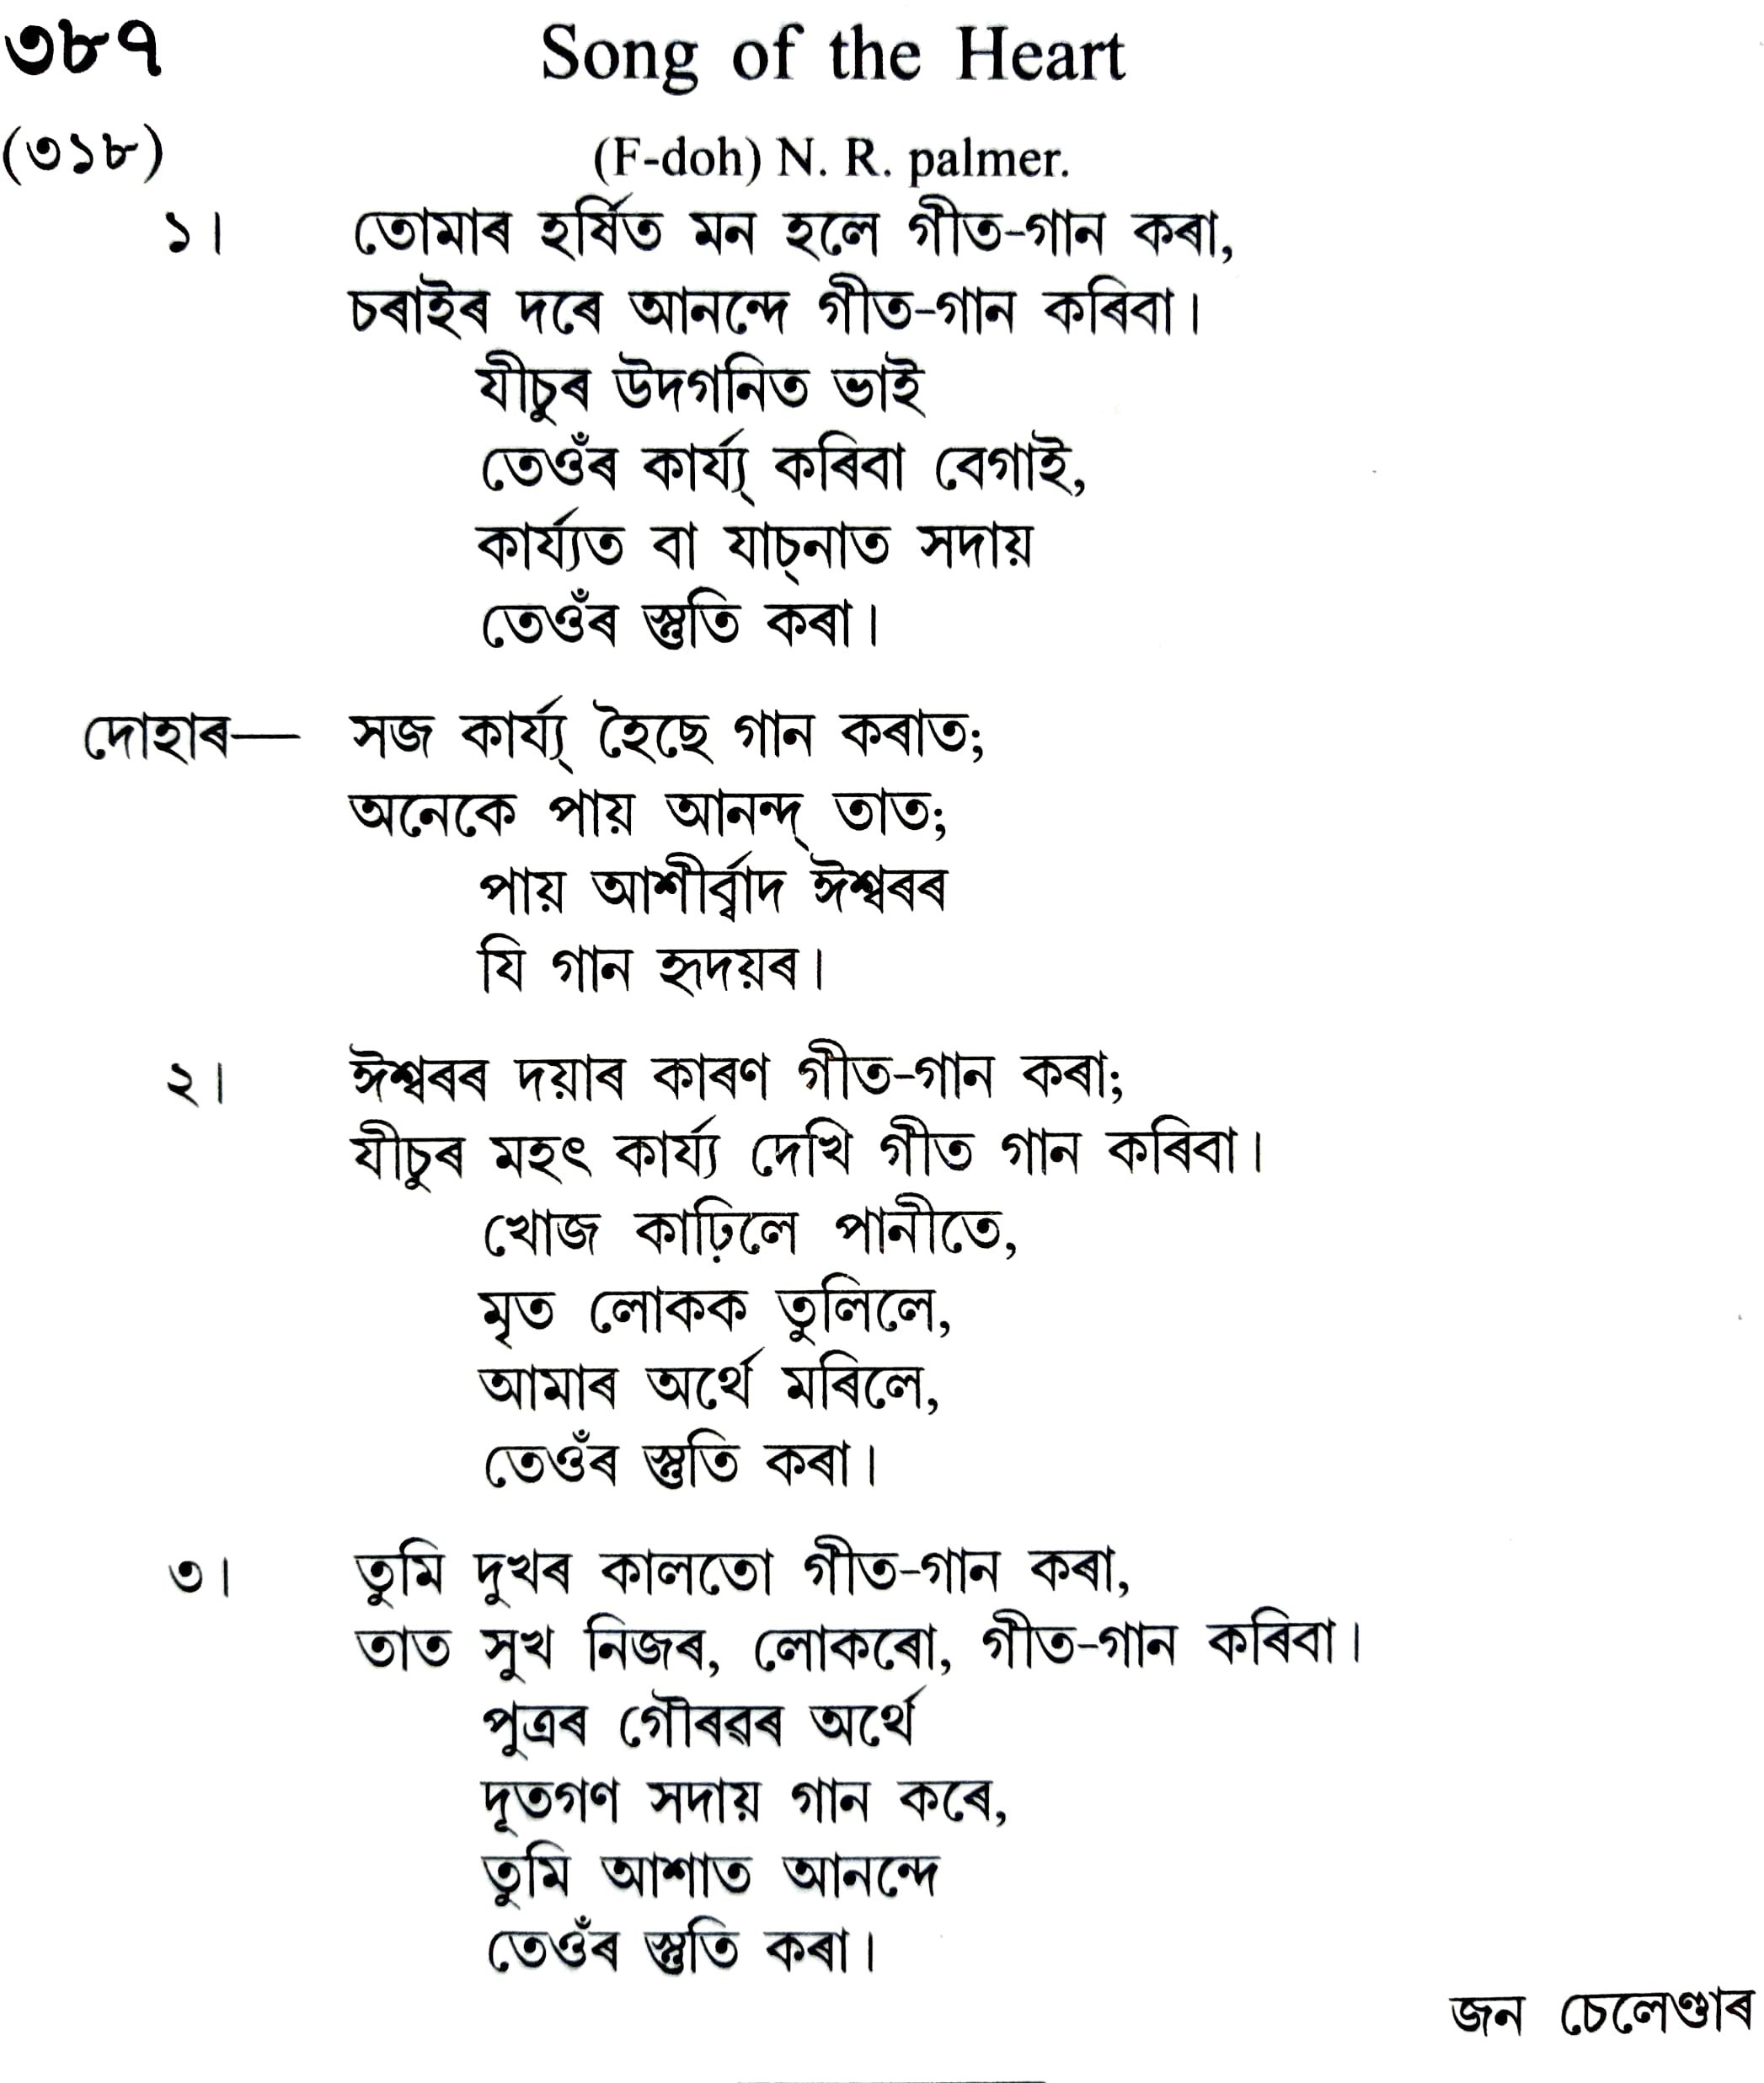 ৩৮৭ Song of the Heart
(৩১৮) (F-doh) N. R. palmer.
১। তোমাৰ হৰ্ষিত মন হলে গীত-গান কৰা,
চৰাইৰ দৰে আনন্দে গীত-গান কৰিবা।
যীচুৰ উদগনিত ভাই
তেওঁৰ কাৰ্য্য্ কৰিবা বেগাই,
কাৰ্য্যত বা যাচ্‌নাত সদায়
তেওঁৰ স্তুতি কৰা।
দোহাৰ— সজ কাৰ্য্য্ হৈছে গান কৰাত;
অনেকে পায় আনন্দ্ তাত;
পায় আশীৰ্ব্বাদ ঈশ্বৰৰ
যি গান হৃদয়ৰ।
২। ঈশ্বৰৰ দয়াৰ কাৰণ গীত-গান কৰা;
যীচুৰ মহৎ কাৰ্য্য দেখি গীত গান কৰিবা।
খোজ কাঢ়িলে পানীতে,
মৃত লোকক তুলিলে,
আমাৰ অৰ্থে মৰিলে,
তেওঁৰ স্তুতি কৰা।
৩। তুমি দুখৰ কালতো গীত-গান কৰা,
তাত সুখ নিজৰ, লোকৰো, গীত-গান কৰিবা।
পুত্ৰৰ গৌৰৱৰ অৰ্থে
দূতগণ সদায় গান কৰে,
তুমি আশাত আনন্দে
তেওঁৰ স্তুতি কৰা।
জন চেলেণ্ডাৰ